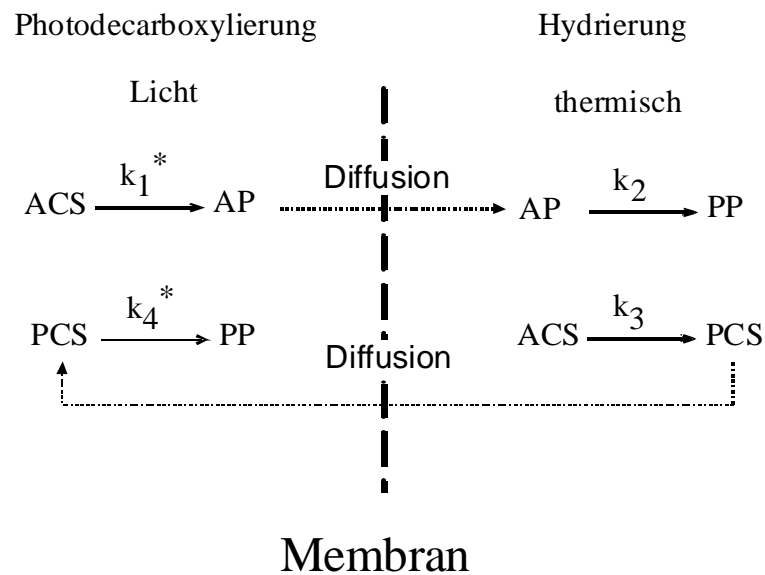 Photodecarboxylierung Hydrierung
Licht thermisch
k1* Diffusion k2
ACS AP AP PP
k4* k3
PCS PP Diffusion ACS PCS
Membran